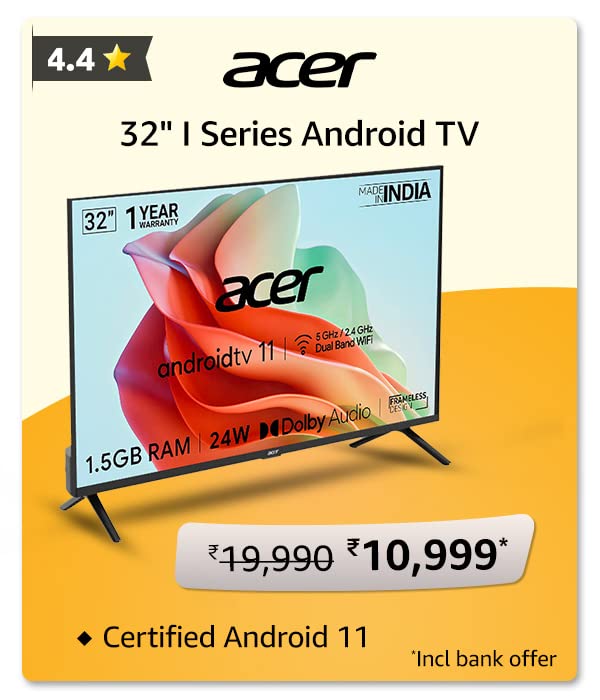 4.4
acer
32" I Series Android TV
32"
1 YEAR
WARRANTY
MADE
IN INDIA
acer
androidtv 11
5 GHz / 2.4 GHz
Dual Band WiFi
1.5GB RAM | 24W Dolby Audio
FRAMELESS
DESIGN
acer
₹19,990 ₹10,999*
◆ Certified Android 11
*Incl bank offer